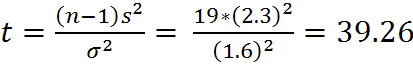 t = (n−1)s²/σ² = 19*(2.3)²/(1.6)² = 39.26